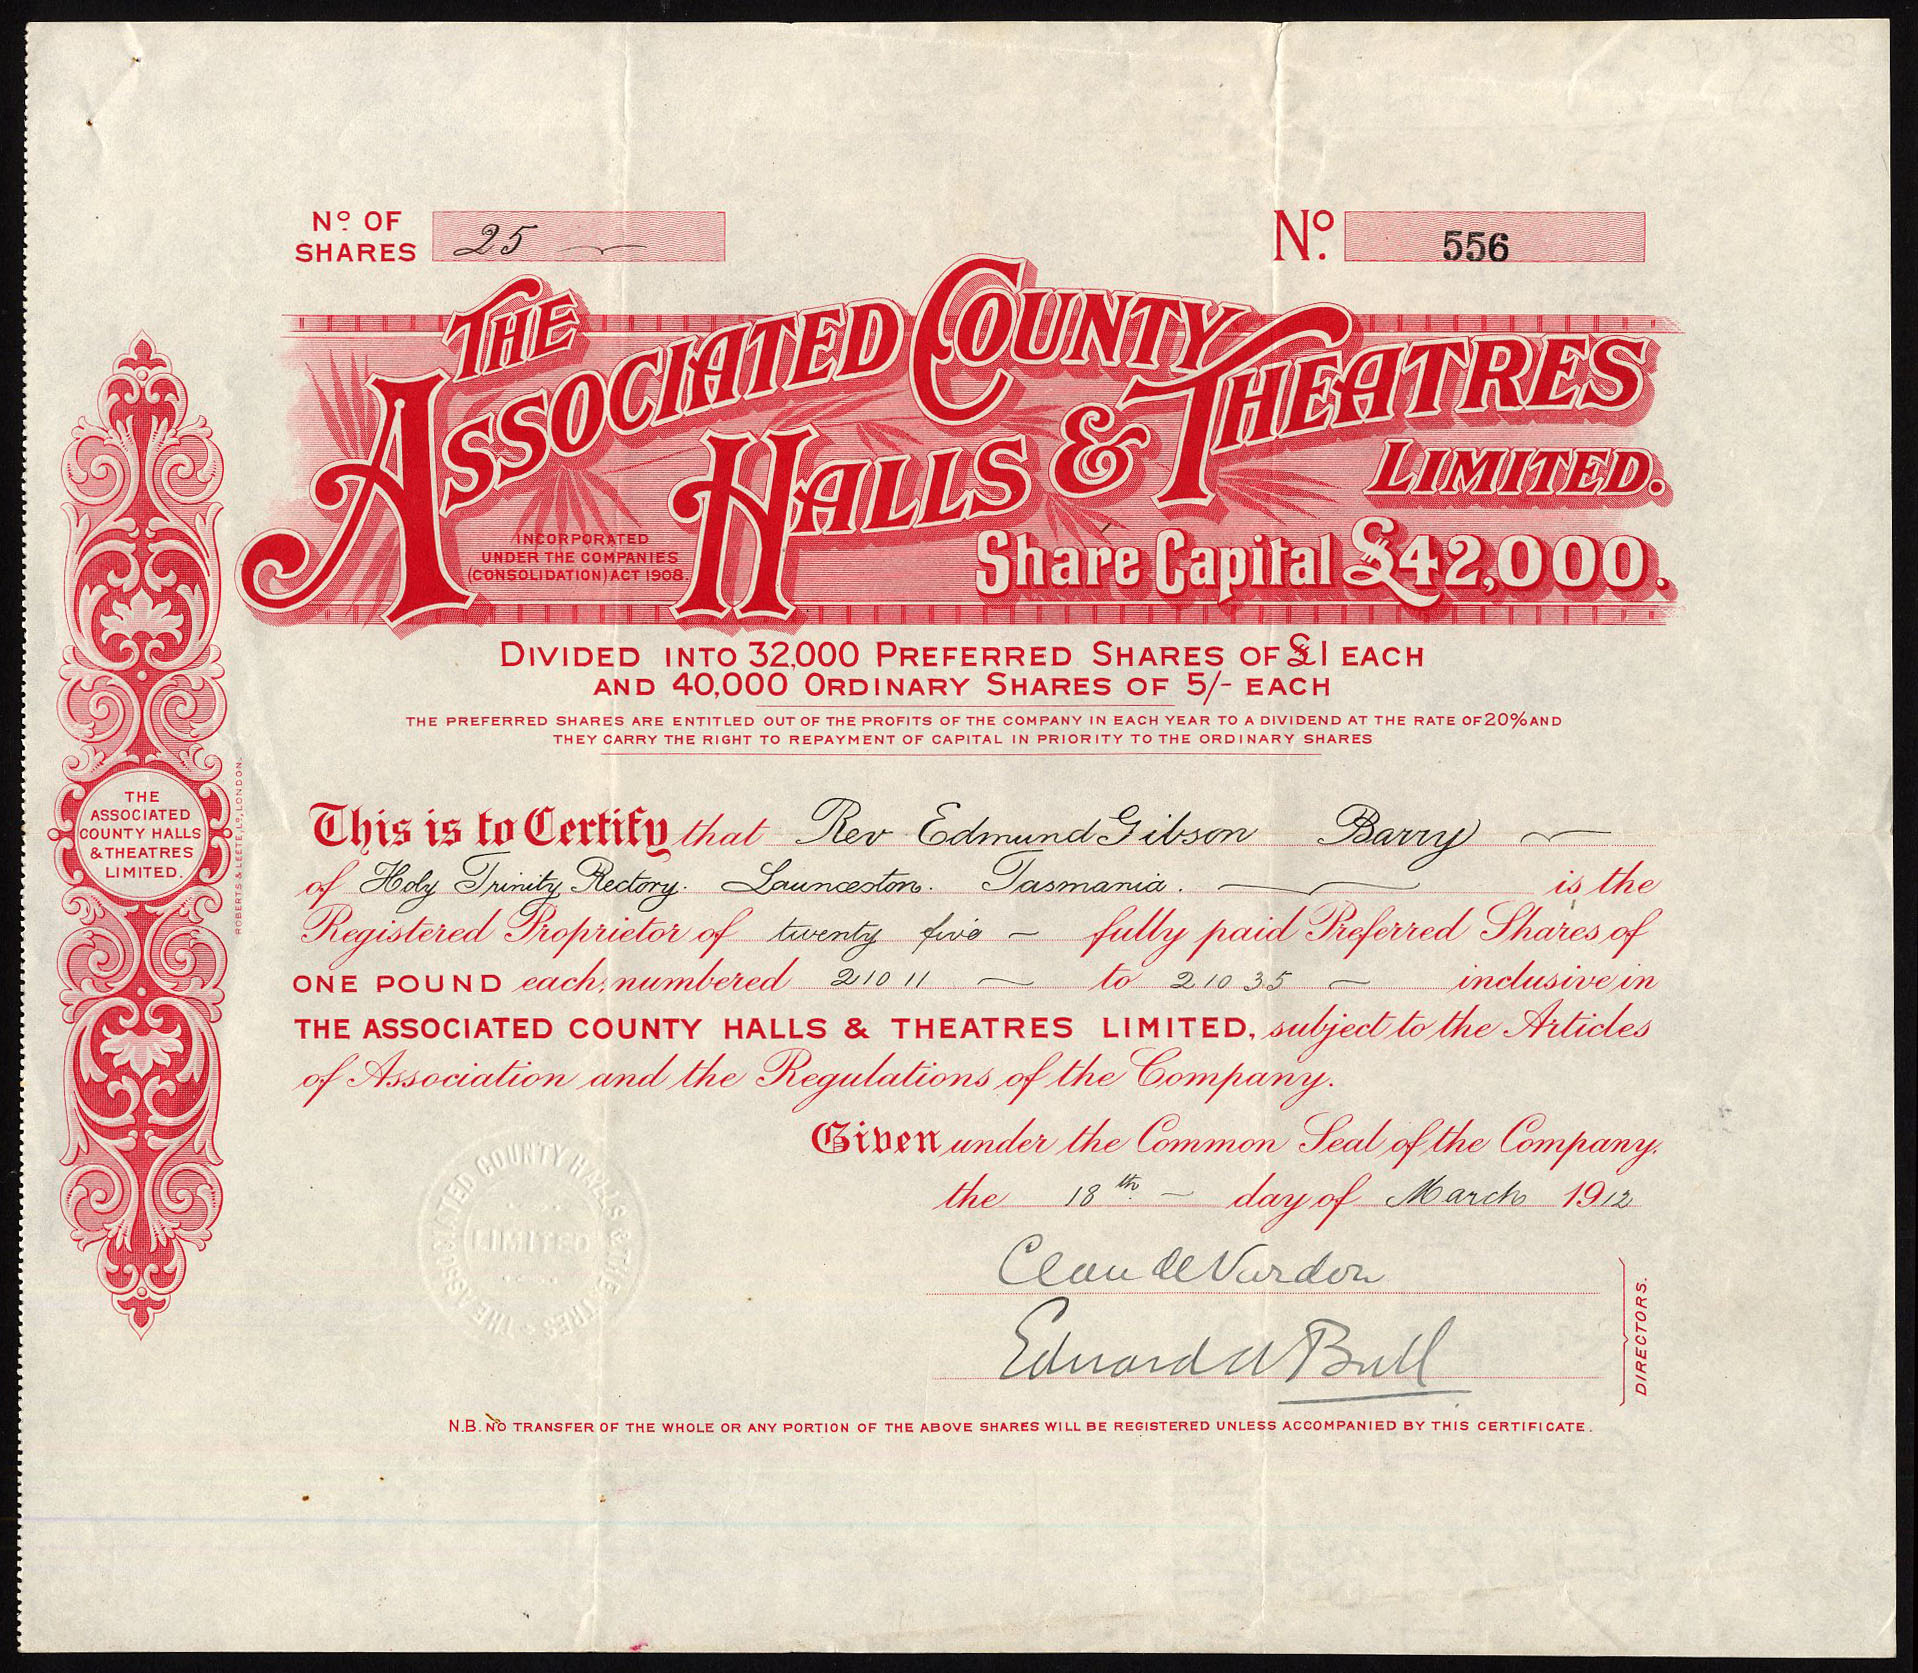 No. OF SHARES 25
No. 556
THE ASSOCIATED COUNTY HALLS & THEATRES LIMITED.
INCORPORATED
UNDER THE COMPANIES
(CONSOLIDATION) ACT 1908.
Share Capital £42,000.
DIVIDED INTO 32,000 PREFERRED SHARES OF £1 EACH
AND 40,000 ORDINARY SHARES OF 5/- EACH
THE PREFERRED SHARES ARE ENTITLED OUT OF THE PROFITS OF THE COMPANY IN EACH YEAR TO A DIVIDEND AT THE RATE OF 20% AND
THEY CARRY THE RIGHT TO REPAYMENT OF CAPITAL IN PRIORITY TO THE ORDINARY SHARES
THE
ASSOCIATED
COUNTY HALLS
& THEATRES
LIMITED.
ROBERTS & LEETE, LD, LONDON.
This is to Certify that Rev Edmund Gibson Barry
of Holy Trinity Rectory. Launceston. Tasmania. is the
Registered Proprietor of twenty five fully paid Preferred Shares of
ONE POUND each, numbered 21011 to 21035 inclusive in
THE ASSOCIATED COUNTY HALLS & THEATRES LIMITED, subject to the Articles
of Association and the Regulations of the Company.
Given under the Common Seal of the Company,
the 18th day of March 1912
Claude Vardon
Edward W Bull
DIRECTORS.
THE ASSOCIATED COUNTY HALLS & THEATRES
LIMITED
N.B. NO TRANSFER OF THE WHOLE OR ANY PORTION OF THE ABOVE SHARES WILL BE REGISTERED UNLESS ACCOMPANIED BY THIS CERTIFICATE.